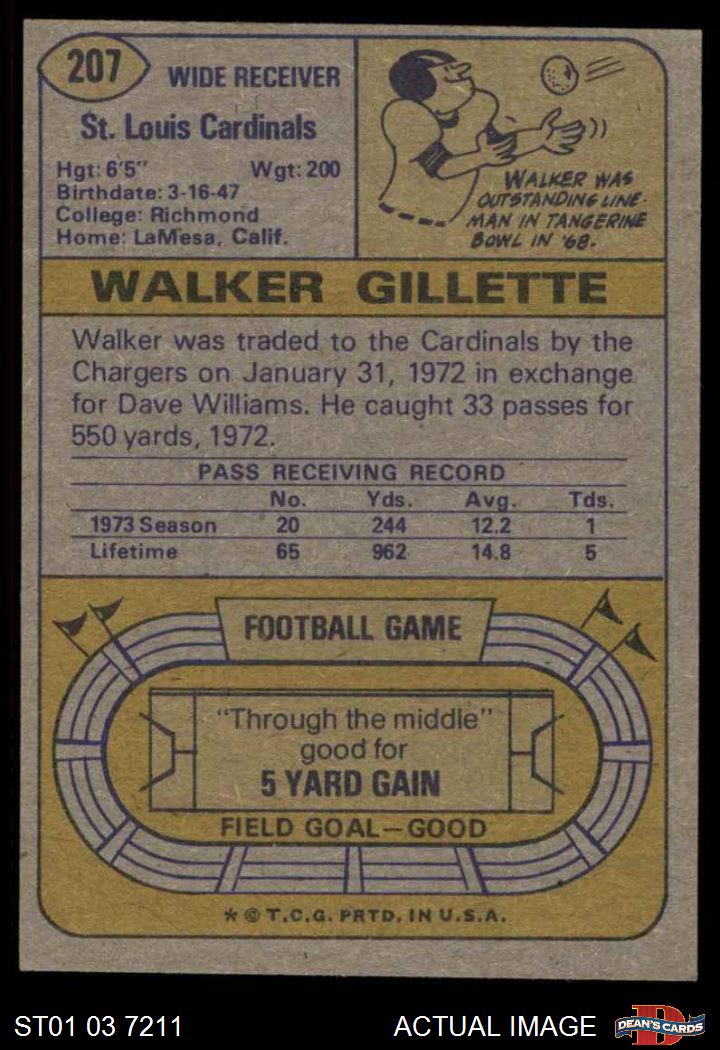 207
WIDE RECEIVER
St. Louis Cardinals
Hgt: 6'5" Wgt: 200
Birthdate: 3-16-47
College: Richmond
Home: LaMesa, Calif.
WALKER WAS
OUTSTANDING LINE-
MAN IN TANGERINE
BOWL IN '68.
WALKER GILLETTE
Walker was traded to the Cardinals by the
Chargers on January 31, 1972 in exchange
for Dave Williams. He caught 33 passes for
550 yards, 1972.
PASS RECEIVING RECORD
No. Yds. Avg. Tds.
1973 Season 20 244 12.2 1
Lifetime 65 962 14.8 5
FOOTBALL GAME
"Through the middle"
good for
5 YARD GAIN
FIELD GOAL—GOOD
* © T.C.G. PRTD. IN U.S.A.
ST01 03 7211 ACTUAL IMAGE
D
DEAN'S CARDS